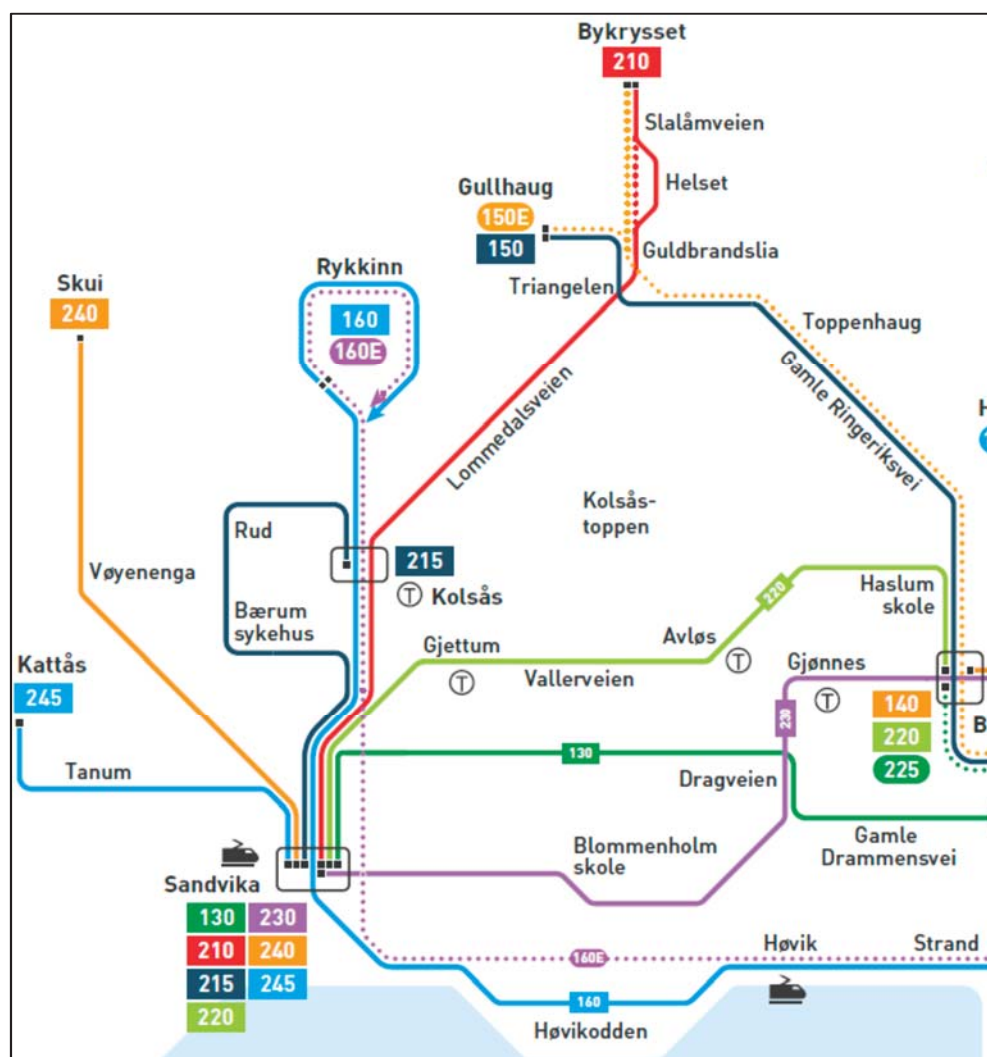 Bykrysset
210
Slalåmveien
Helset
Gullhaug
150E
150
Guldbrandslia
Triangelen
Rykkinn
160
160E
Skui
240
Toppenhaug
Gamle Ringeriksvei
Lommedalsveien
H
Kolsås-
toppen
Rud
215
T Kolsås
Vøyenenga
Bærum
sykehus
220
Haslum
skole
Gjettum
T
Avløs
T
Vallerveien
Gjønnes
T
Kattås
245
140
220
225
B
230
130
Tanum
Dragveien
Blommenholm
skole
Gamle
Drammensvei
Sandvika
130 230
210 240
215 245
220
160E
Høvik
Strand
160
Høvikodden